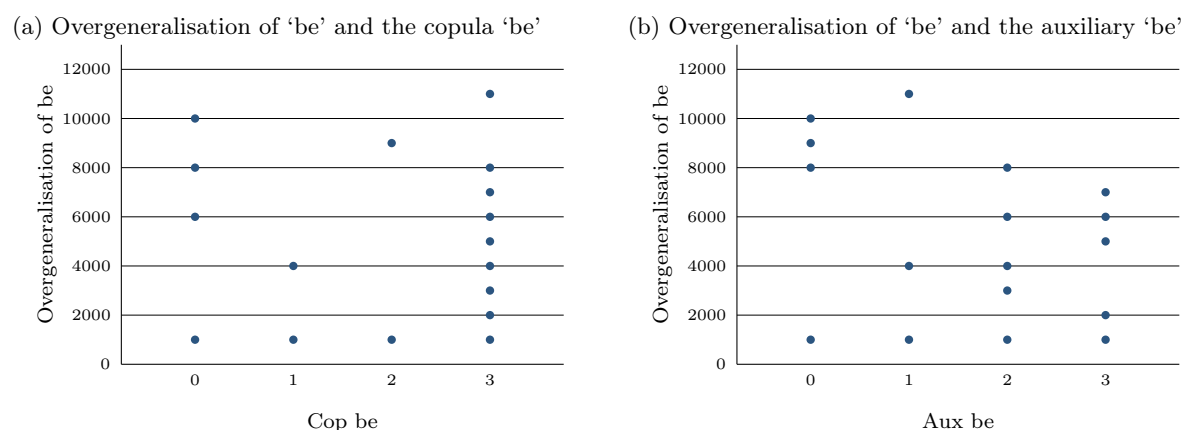 (a) Overgeneralisation of ‘be’ and the copula ‘be’
Overgeneralisation of be
12000
10000
8000
6000
4000
2000
0
0 1 2 3
Cop be
(b) Overgeneralisation of ‘be’ and the auxiliary ‘be’
Overgeneralisation of be
12000
10000
8000
6000
4000
2000
0
0 1 2 3
Aux be